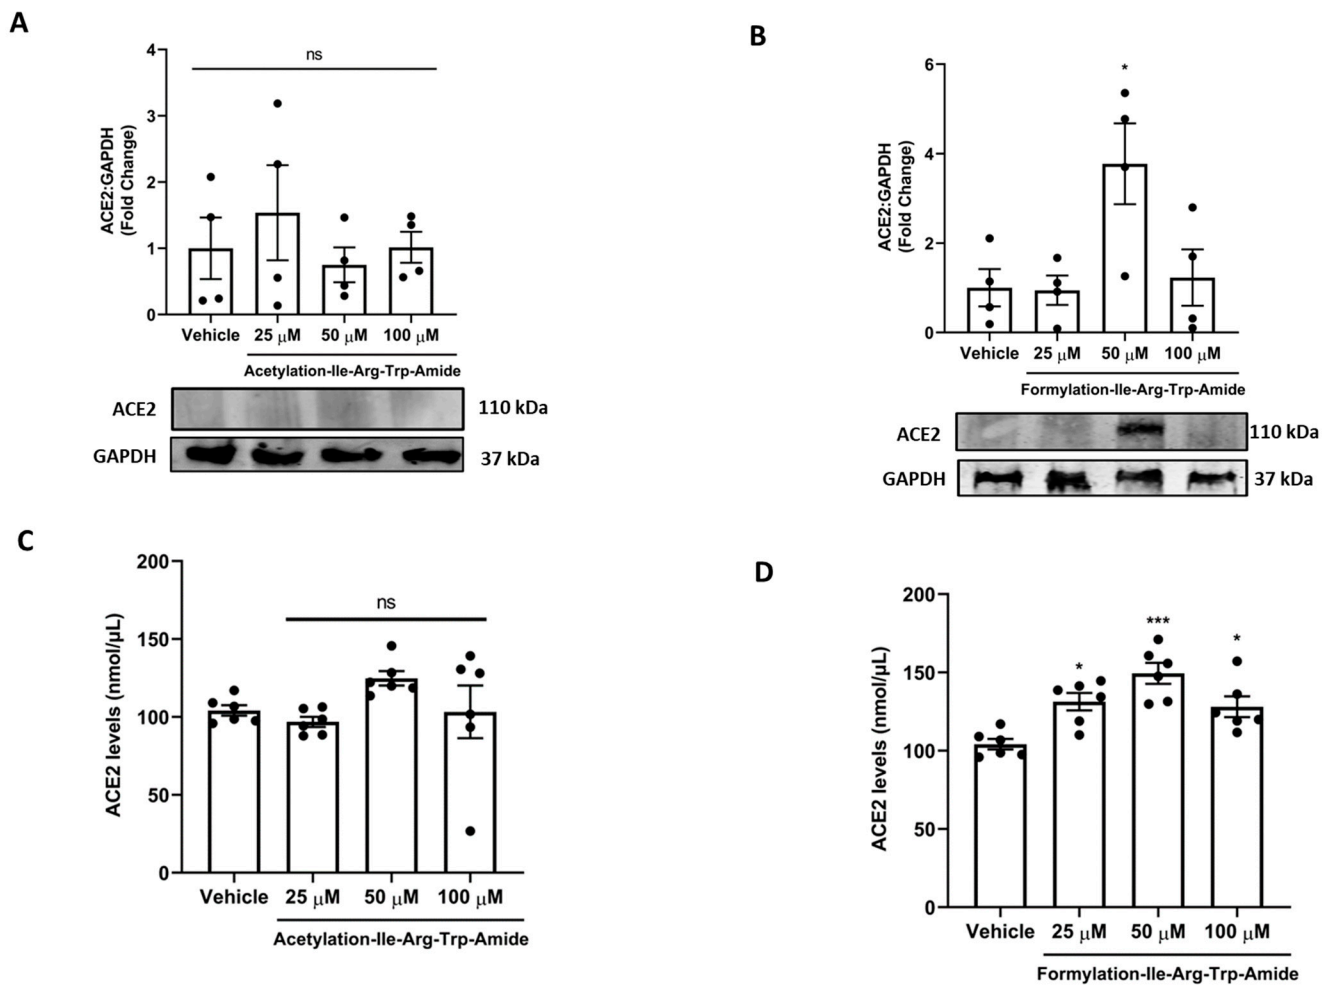 A
ns
4
3
2
1
0
ACE2:GAPDH
(Fold Change)
Vehicle 25 μM 50 μM 100 μM
Acetylation-Ile-Arg-Trp-Amide
ACE2 110 kDa
GAPDH 37 kDa
B
*
6
4
2
0
ACE2:GAPDH
(Fold Change)
Vehicle 25 μM 50 μM 100 μM
Formylation-Ile-Arg-Trp-Amide
ACE2 110 kDa
GAPDH 37 kDa
C
ns
200
150
100
50
0
ACE2 levels (nmol/μL)
Vehicle 25 μM 50 μM 100 μM
Acetylation-Ile-Arg-Trp-Amide
D
* *** *
200
150
100
50
0
ACE2 levels (nmol/μL)
Vehicle 25 μM 50 μM 100 μM
Formylation-Ile-Arg-Trp-Amide